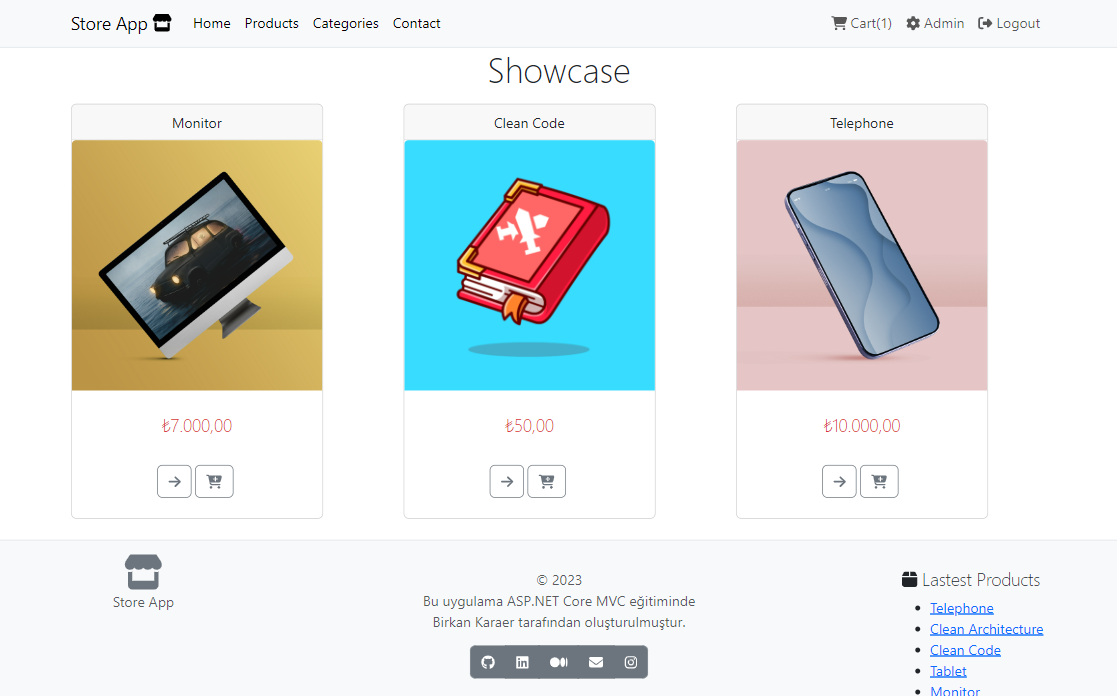 Store App
Home
Products
Categories
Contact
Cart(1)
Admin
Logout
Showcase
Monitor
Clean Code
Telephone
₺7.000,00
₺50,00
₺10.000,00
Store App
© 2023
Bu uygulama ASP.NET Core MVC eğitiminde
Birkan Karaer tarafından oluşturulmuştur.
Lastest Products
Telephone
Clean Architecture
Clean Code
Tablet
Monitor